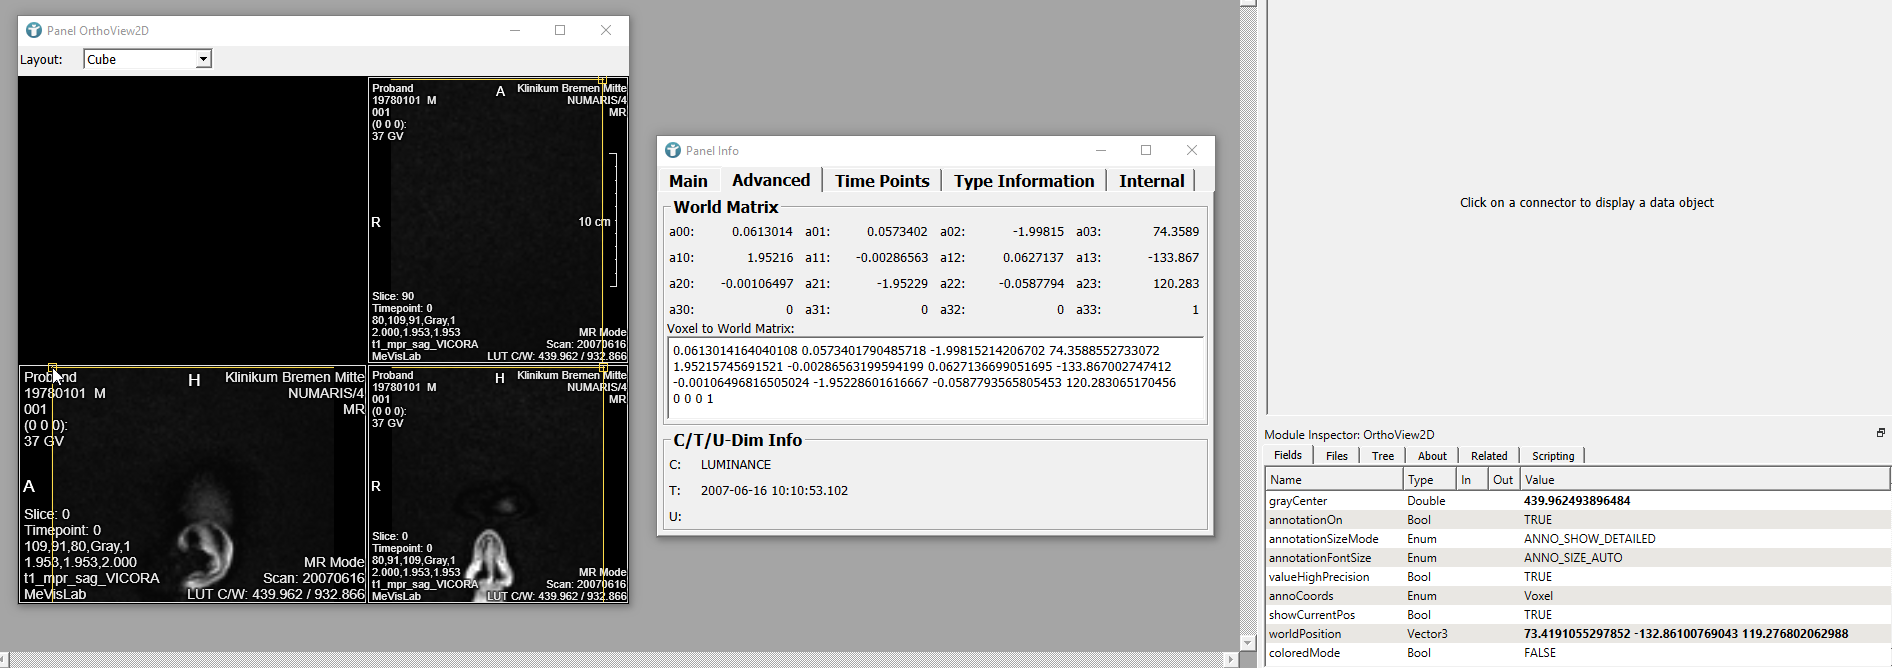 Panel OrthoView2D
Layout: Cube
Proband
19780101 M
001
(0 0 0):
37 GV
A
Klinikum Bremen Mitte
NUMARIS/4
MR
R
10 cm
Slice: 90
Timepoint: 0
80,109,91,Gray,1
2.000,1.953,1.953
t1_mpr_sag_VICORA
MeVisLab
MR Mode
Scan: 20070616
LUT C/W: 439.962 / 932.866
Proband
19780101 M
001
(0 0 0):
37 GV
H
Klinikum Bremen Mitte
NUMARIS/4
MR
A
Slice: 0
Timepoint: 0
109,91,80,Gray,1
1.953,1.953,2.000
t1_mpr_sag_VICORA
MeVisLab
MR Mode
Scan: 20070616
LUT C/W: 439.962 / 932.866
Proband
19780101 M
001
(0 0 0):
37 GV
H
Klinikum Bremen Mitte
NUMARIS/4
MR
R
Slice: 0
Timepoint: 0
80,91,109,Gray,1
2.000,1.953,1.953
t1_mpr_sag_VICORA
MeVisLab
MR Mode
Scan: 20070616
LUT C/W: 439.962 / 932.866
Panel Info
Main Advanced Time Points Type Information Internal
World Matrix
a00: 0.0613014 a01: 0.0573402 a02: -1.99815 a03: 74.3589
a10: 1.95216 a11: -0.00286563 a12: 0.0627137 a13: -133.867
a20: -0.00106497 a21: -1.95229 a22: -0.0587794 a23: 120.283
a30: 0 a31: 0 a32: 0 a33: 1
Voxel to World Matrix:
0.0613014164040108 0.0573401790485718 -1.99815214206702 74.3588552733072
1.95215745691521 -0.00286563199594199 0.0627136699051695 -133.867002747412
-0.00106496816505024 -1.95228601616667 -0.0587793565805453 120.283065170456
0 0 0 1
C/T/U-Dim Info
C: LUMINANCE
T: 2007-06-16 10:10:53.102
U:
Click on a connector to display a data object
Module Inspector: OrthoView2D
Fields Files Tree About Related Scripting
Name Type In Out Value
grayCenter Double 439.962493896484
annotationOn Bool TRUE
annotationSizeMode Enum ANNO_SHOW_DETAILED
annotationFontSize Enum ANNO_SIZE_AUTO
valueHighPrecision Bool TRUE
annoCoords Enum Voxel
showCurrentPos Bool TRUE
worldPosition Vector3 73.4191055297852 -132.86100769043 119.276802062988
coloredMode Bool FALSE